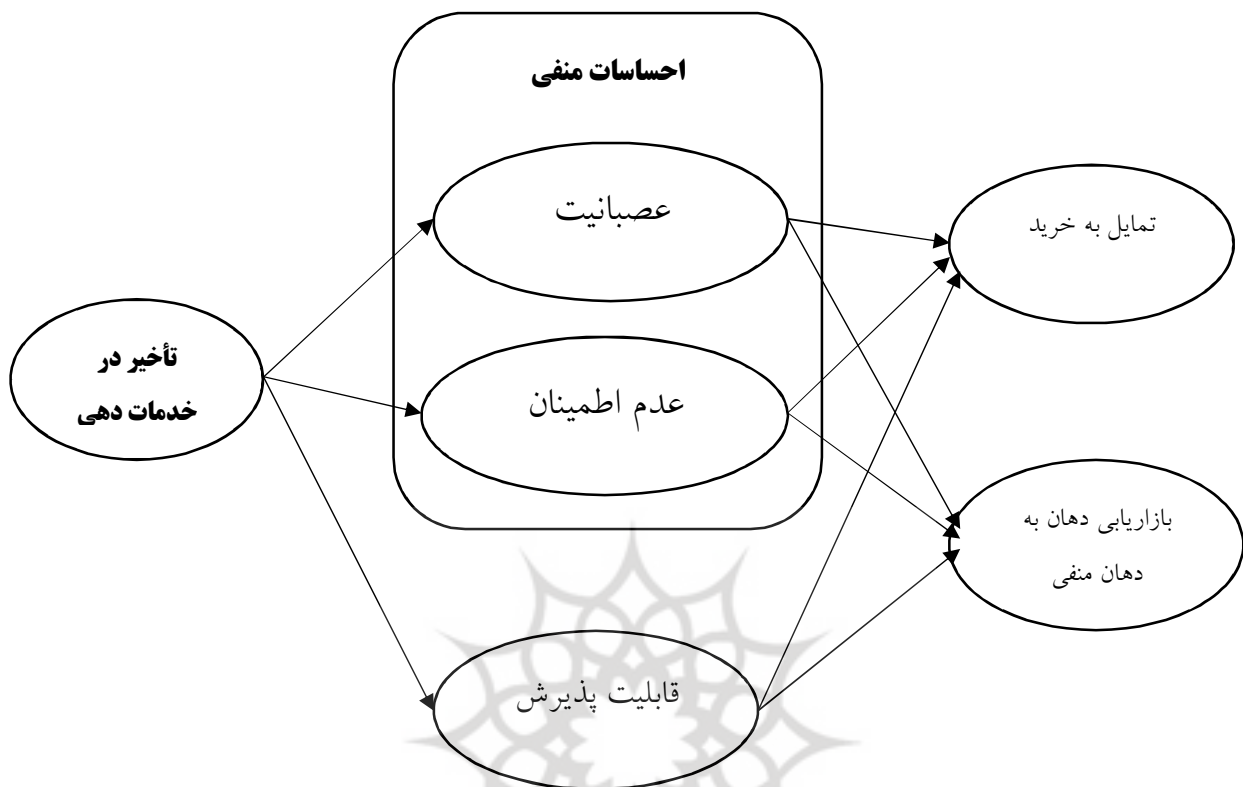 احساسات منفی
عصبانیت
تمایل به خرید
تأخیر در
خدمات دهی
عدم اطمینان
بازاریابی دهان به
دهان منفی
قابلیت پذیرش